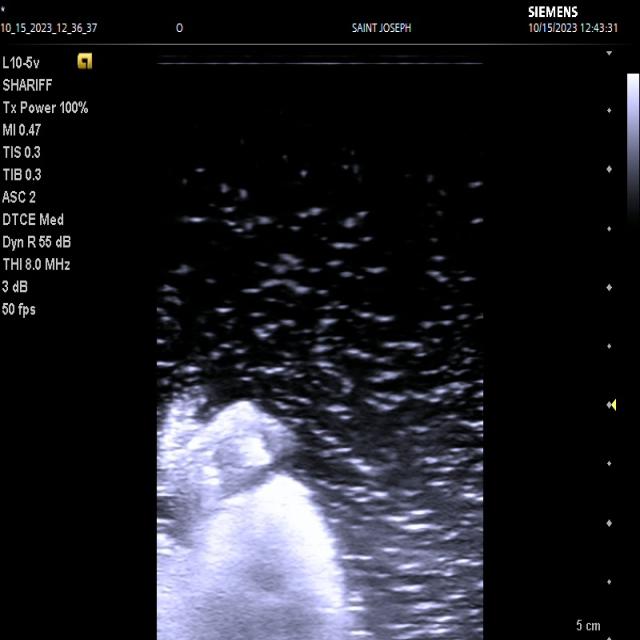 SIEMENS
10_15_2023_12_36_37 O SAINT JOSEPH 10/15/2023 12:43:31
L10-5v
SHARIFF
Tx Power 100%
MI 0.47
TIS 0.3
TIB 0.3
ASC 2
DTCE Med
Dyn R 55 dB
THI 8.0 MHz
3 dB
50 fps
5 cm